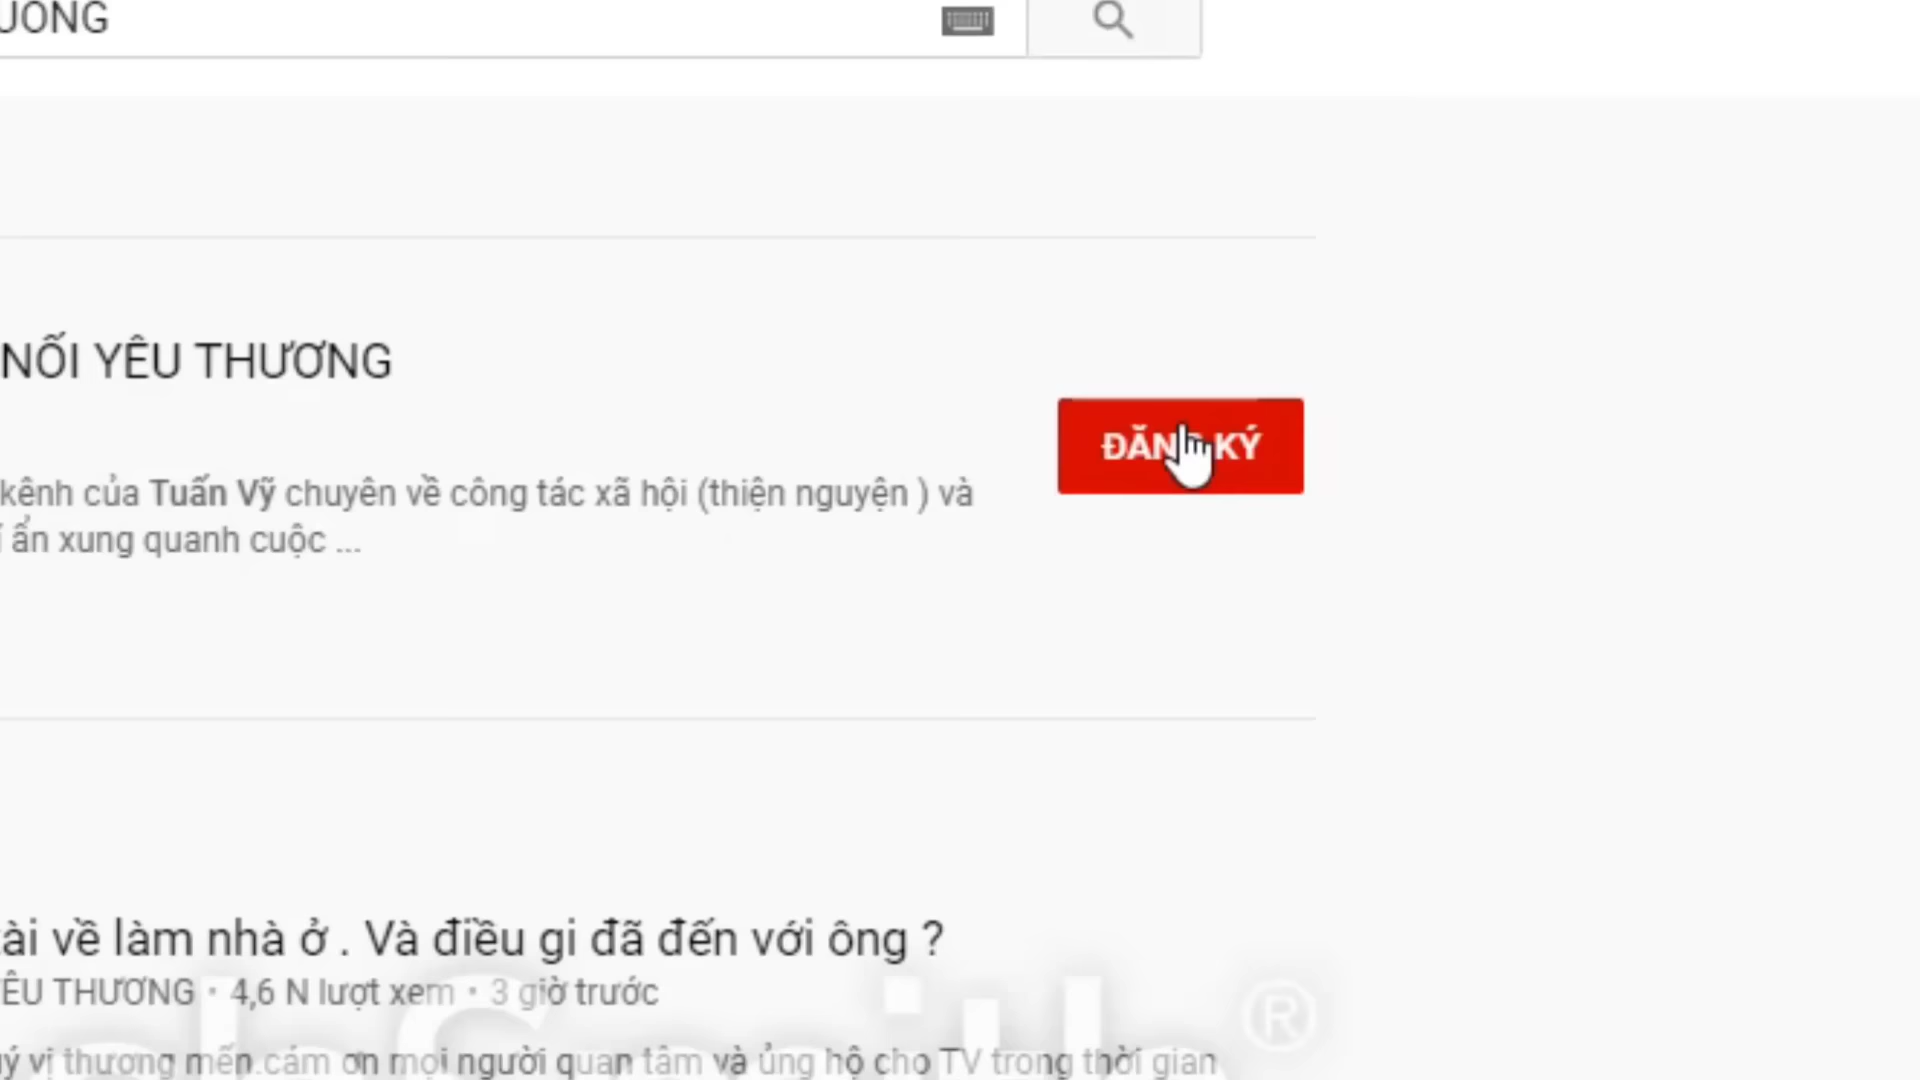 NỐI YÊU THƯƠNG
ĐĂNG KÝ
kênh của Tuấn Vỹ chuyên về công tác xã hội (thiện nguyện ) và
ẩn xung quanh cuộc ...
về làm nhà ở . Và điều gi đã đến với ông ?
THƯƠNG • 4,6 N lượt xem • 3 giờ trước
vị thương mến.cám ơn mọi người quan tâm và ủng hộ cho TV trong thời gian
®